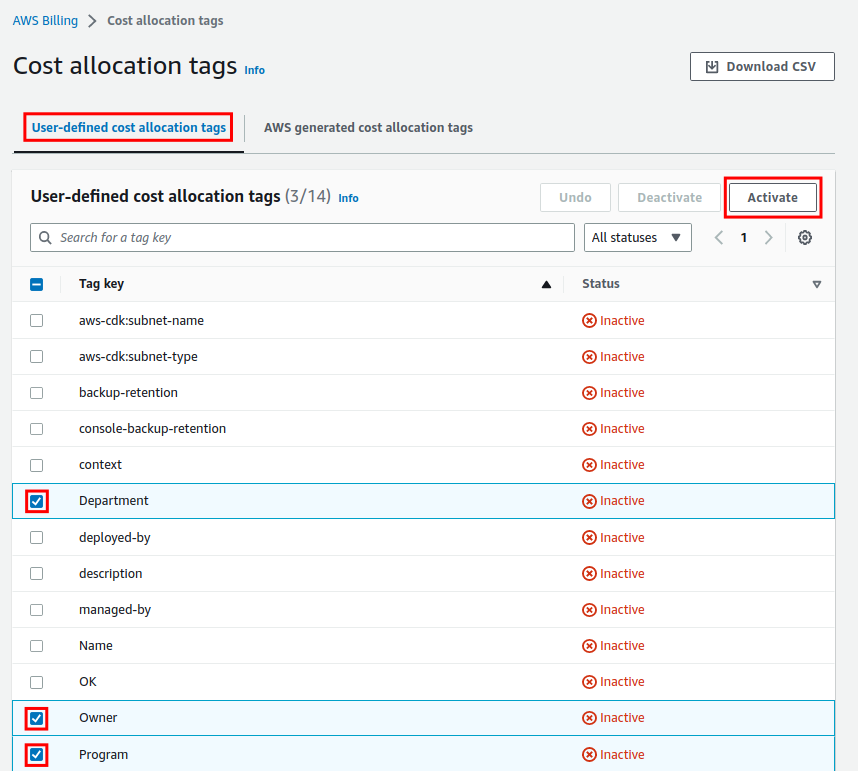 AWS Billing > Cost allocation tags
Cost allocation tags Info
Download CSV
User-defined cost allocation tags AWS generated cost allocation tags
User-defined cost allocation tags (3/14) Info Undo Deactivate Activate
Search for a tag key All statuses 1
Tag key Status
aws-cdk:subnet-name Inactive
aws-cdk:subnet-type Inactive
backup-retention Inactive
console-backup-retention Inactive
context Inactive
Department Inactive
deployed-by Inactive
description Inactive
managed-by Inactive
Name Inactive
OK Inactive
Owner Inactive
Program Inactive